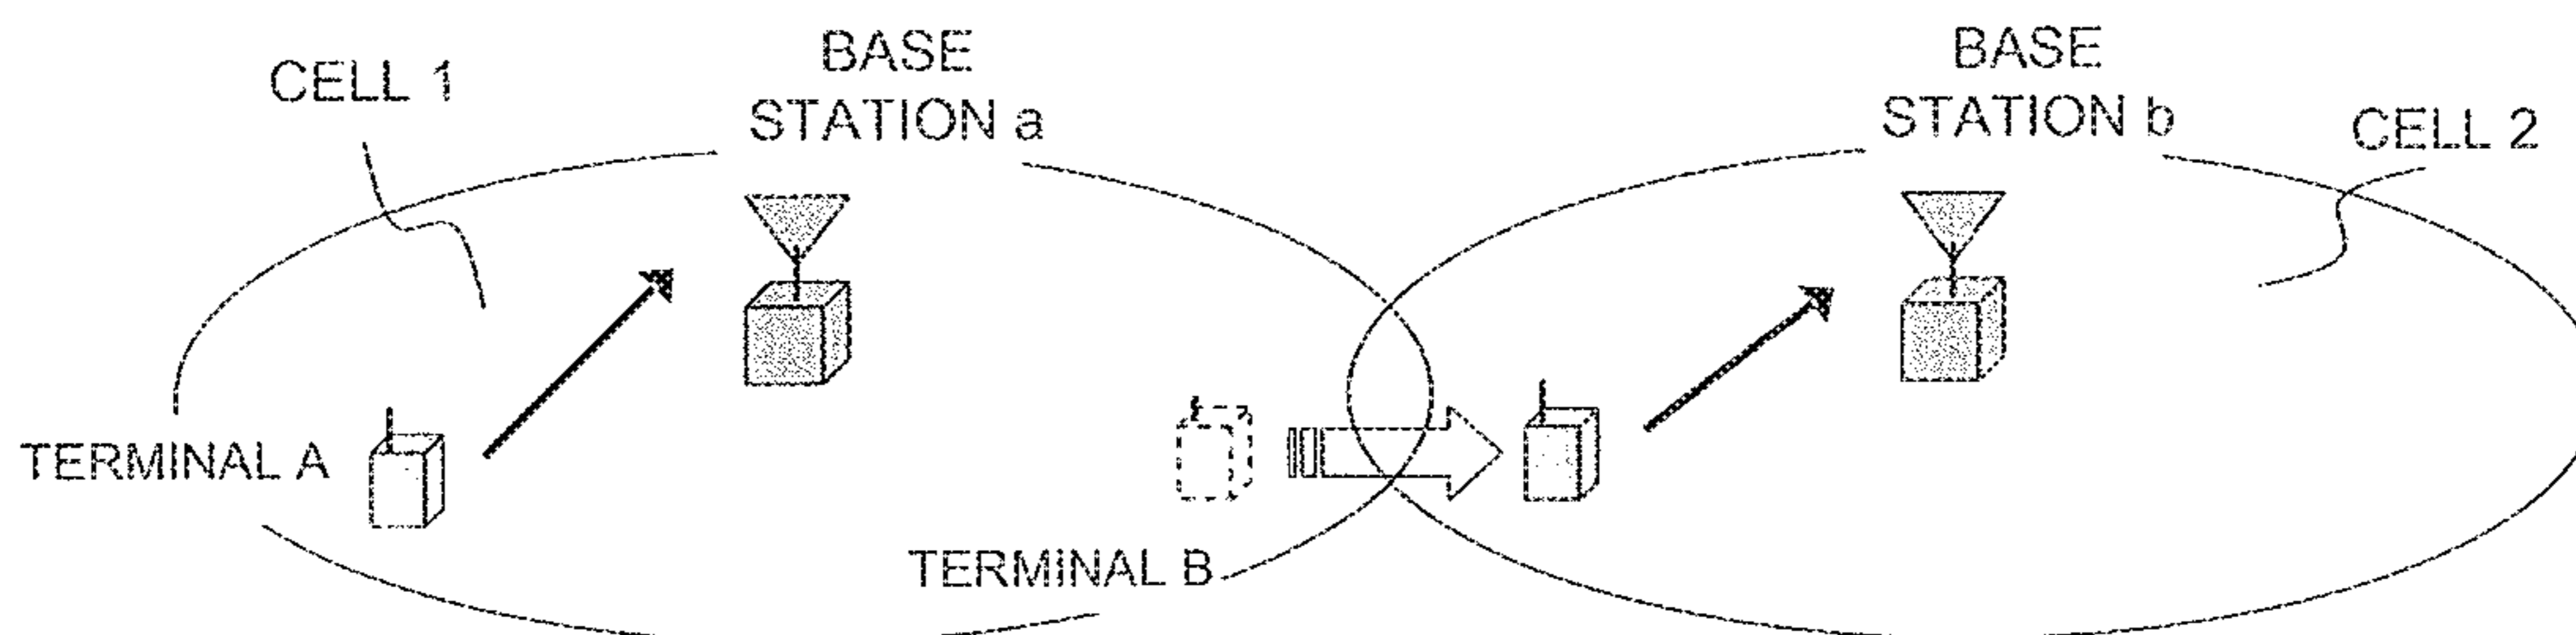 CELL 1
BASE
STATION a
BASE
STATION b
CELL 2
TERMINAL A
TERMINAL B